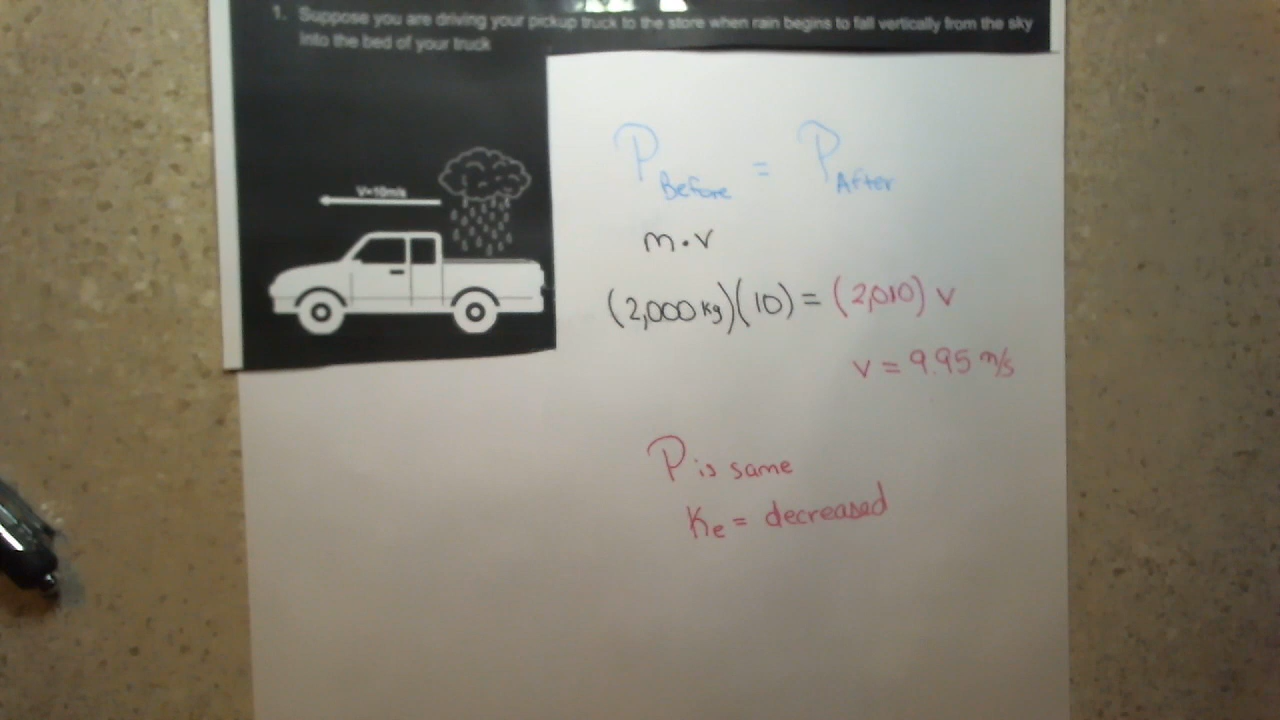 1. Suppose you are driving your pickup truck to the store when rain begins to fall vertically from the sky
into the bed of your truck
V=10m/s
P Before = P After
m·v
(2,000 kg)(10) = (2,010) v
v = 9.95 m/s
P is same
Ke = decreased